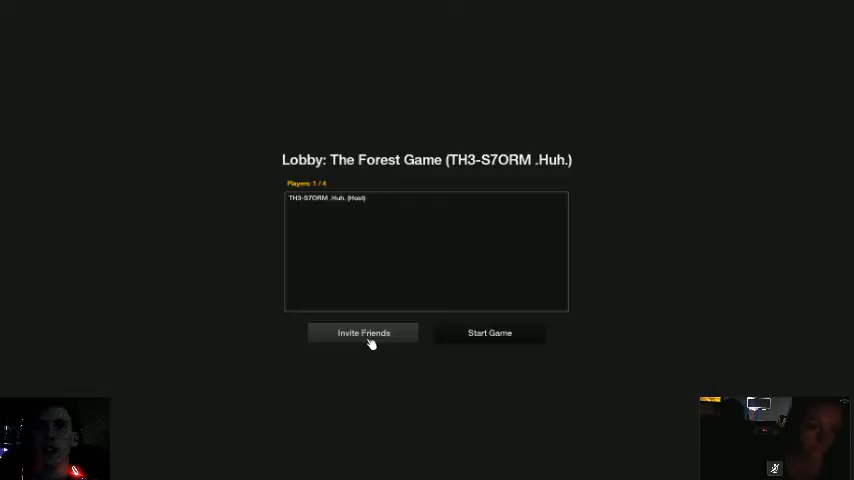 Lobby: The Forest Game (TH3-S7ORM .Huh.)
Players: 1 / 4
TH3-S7ORM .Huh. (Host)
Invite Friends
Start Game